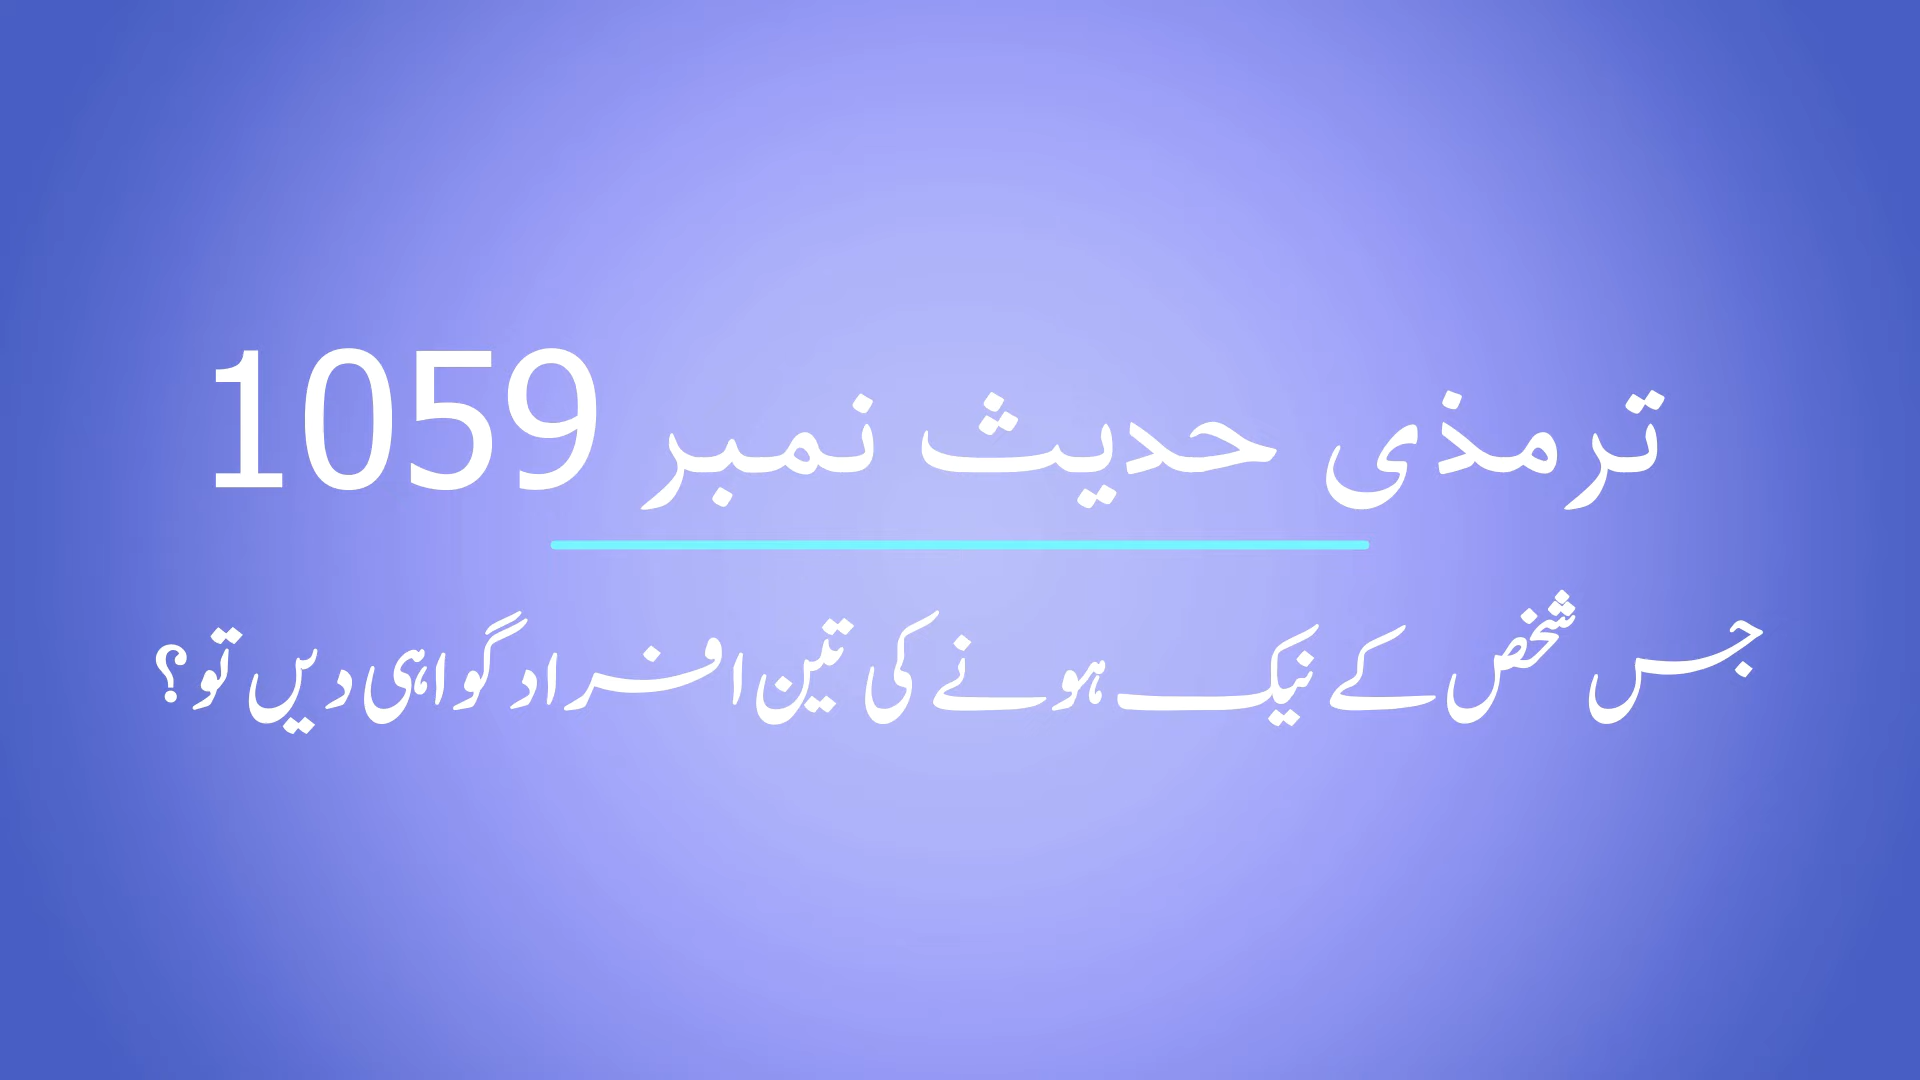 ترمذی حدیث نمبر 1059
جس شخص کے نیک ہونے کی تین افراد گواہی دیں تو؟